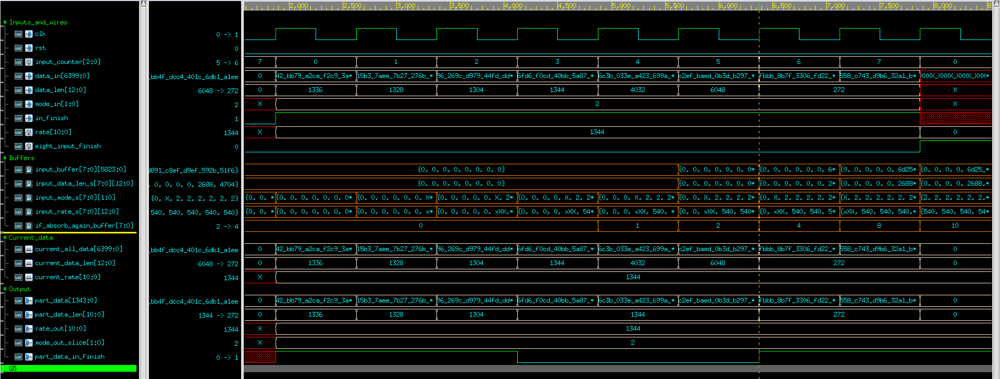 2,000 2,500 3,000 3,500 4,000 4,500 5,000 5,500 6,000 6,500 7,000 7,500 8,000 8
Inputs_and_wires
ver clk 0 -> 1
ver rst 0
ver input_counter[2:0] 5 -> 6 7 0 1 2 3 4 5 6 7 0
ver data_in[6399:0] _bb4f_dcc4_401c_6db1_a1ee 0 42_bb79_a2ca_f2c9_3a* 15b3_7aee_7b27_276b_* 96_269c_d979_44fd_dd* 6fd6_f0cd_40bb_5a87_* 6c3b_033e_a423_699a_* c2ef_baed_0b3d_b297_* fbbb_8b7f_3306_fd22_* 558_c743_d9b6_32a1_b* XXXX_XXXX_XXXX_XXX*
ver data_len[12:0] 6048 -> 272 0 1336 1328 1304 1344 4032 6048 272 X
ver mode_in[1:0] 2 X 2 X
ver in_finish 1
ver rate[10:0] 1344 X 1344 0
ver eight_input_finish 0
Buffers
ver input_buffer[7:0][5823:0] d891_c8ef_d9ef_592b_51f6} {0, 0, 0, 0, 0, 0, 0, 0} {0, 0, 0, 0, 0, 0* {0, 0, 0, 0, 0, 6* {0, 0, 0, 0, 6d25* {0, 0, 0, 0, 6d25_*
ver input_data_len_s[7:0][12:0] , 0, 0, 0, 0, 2688, 4704} {0, 0, 0, 0, 0, 0, 0, 0} {0, 0, 0, 0, 0, 0* {0, 0, 0, 0, 0, 0, 2* {0, 0, 0, 0, 0, 2688* {0, 0, 0, 0, 2688,*
ver input_mode_s[7:0][1:0] {0, X, 2, 2, 2, 2, 2, 2} {0, 0, * {0, 0, 0, 0, 0, 0, 0* {0, 0, 0, 0, 0, 0, X* {0, 0, 0, 0, 0, X, 2* {0, 0, 0, 0, X, 2, 2* {0, 0, 0, X, 2, 2, 2* {0, 0, X, 2, 2, 2, 2* {0, X, 2, 2, 2, 2, 2* {X, 2, 2, 2, 2, 2, 2* {2, 2, 2, 2, 2, 2,*
ver input_rate_s[7:0][12:0] 540, 540, 540, 540, 540} {0, 0, * {0, 0, 0, 0, 0, 0, 0* {0, 0, 0, 0, 0, 0, x* {0, 0, 0, 0, 0, xXX,* {0, 0, 0, 0, xXX, 54* {0, 0, 0, xXX, 540, * {0, 0, xXX, 540, 540* {0, xXX, 540, 540, 5* {xXX, 540, 540, 540,* {540, 540, 540, 54*
ver if_absorb_again_buffer[7:0] 2 -> 4 0 1 2 4 8 10
Current_data
ver current_all_data[6399:0] _bb4f_dcc4_401c_6db1_a1ee 0 42_bb79_a2ca_f2c9_3a* 15b3_7aee_7b27_276b_* 96_269c_d979_44fd_dd* 6fd6_f0cd_40bb_5a87_* 6c3b_033e_a423_699a_* c2ef_baed_0b3d_b297_* fbbb_8b7f_3306_fd22_* 558_c743_d9b6_32a1_b* 0
ver current_data_len[12:0] 6048 -> 272 0 1336 1328 1304 1344 4032 6048 272 0
ver current_rate[10:0] 1344 X 1344
Output
ver part_data[1343:0] _bb4f_dcc4_401c_6db1_a1ee 0 42_bb79_a2ca_f2c9_3a* 15b3_7aee_7b27_276b_* 96_269c_d979_44fd_dd* 6fd6_f0cd_40bb_5a87_* 6c3b_033e_a423_699a_* c2ef_baed_0b3d_b297_* fbbb_8b7f_3306_fd22_* 558_c743_d9b6_32a1_b* 0
ver part_data_len[10:0] 1344 -> 272 0 1336 1328 1304 1344 272 0
ver rate_out[10:0] 1344 X 1344
ver mode_out_slice[1:0] 2 X 2
ver part_data_in_finish 0 -> 1
G5